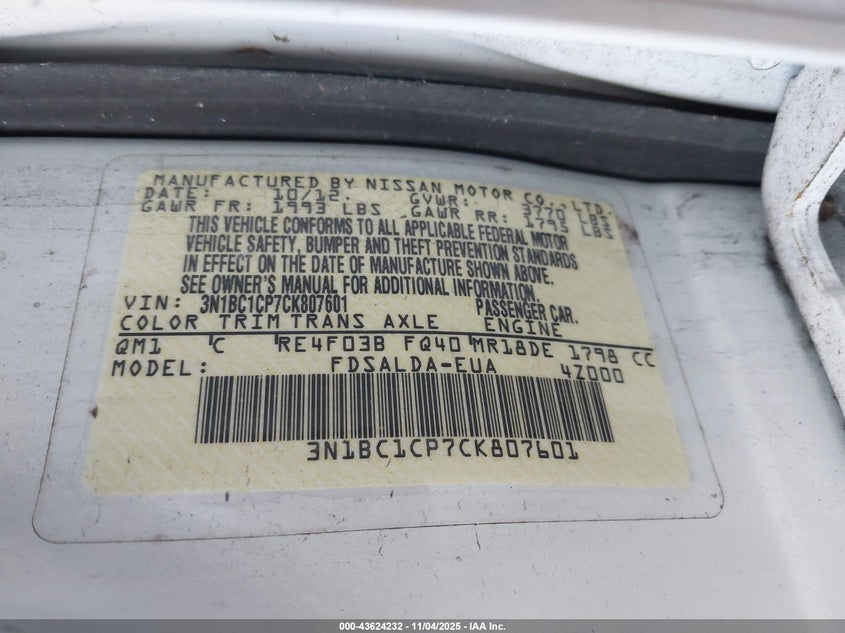 MANUFACTURED BY NISSAN MOTOR CO.,LTD.
DATE: 10/12. GVWR: 3770 LBS
GAWR FR: 1993 LBS GAWR RR: 1795 LBS
THIS VEHICLE CONFORMS TO ALL APPLICABLE FEDERAL MOTOR
VEHICLE SAFETY, BUMPER AND THEFT PREVENTION STANDARDS
IN EFFECT ON THE DATE OF MANUFACTURE SHOWN ABOVE.
SEE OWNER'S MANUAL FOR ADDITIONAL INFORMATION.
VIN: 3N1BC1CP7CK807601 PASSENGER CAR.
COLOR TRIM TRANS AXLE ENGINE
QM1 C RE4F03B FQ40 MR18DE 1798 CC
MODEL: FDSALDA-EUA 4Z000
3N1BC1CP7CK807601
000-43624232 - 11/04/2025 - IAA Inc.